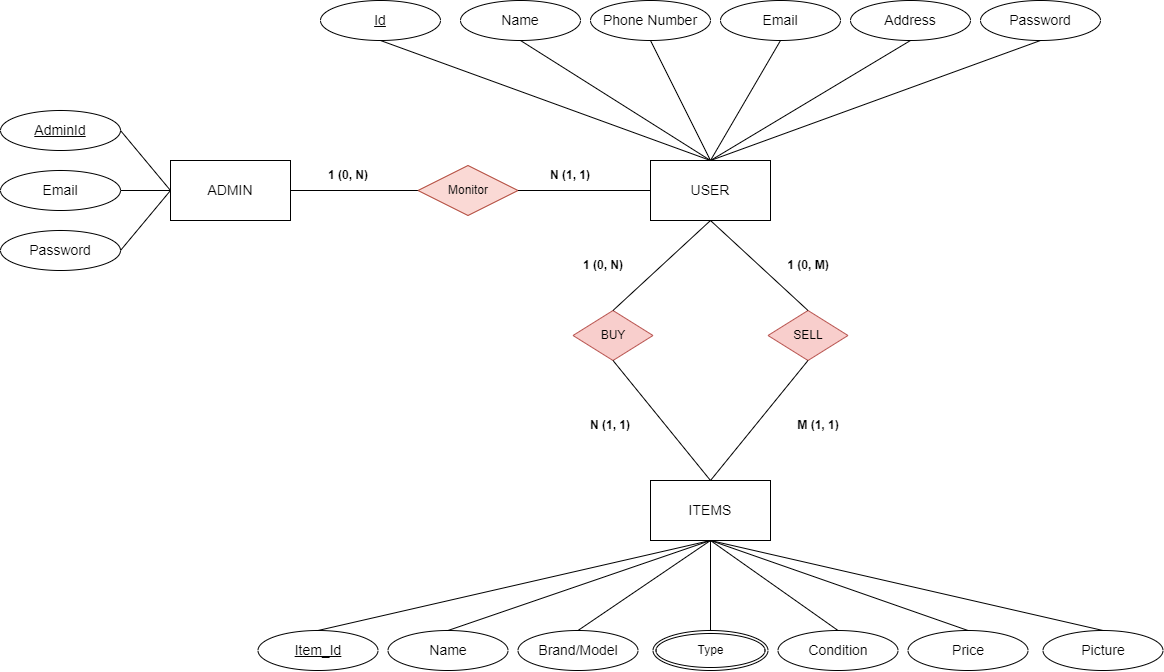 Id
Name
Phone Number
Email
Address
Password
AdminId
Email
Password
ADMIN
1 (0, N)
Monitor
N (1, 1)
USER
1 (0, N)
1 (0, M)
BUY
SELL
N (1, 1)
M (1, 1)
ITEMS
Item_Id
Name
Brand/Model
Type
Condition
Price
Picture